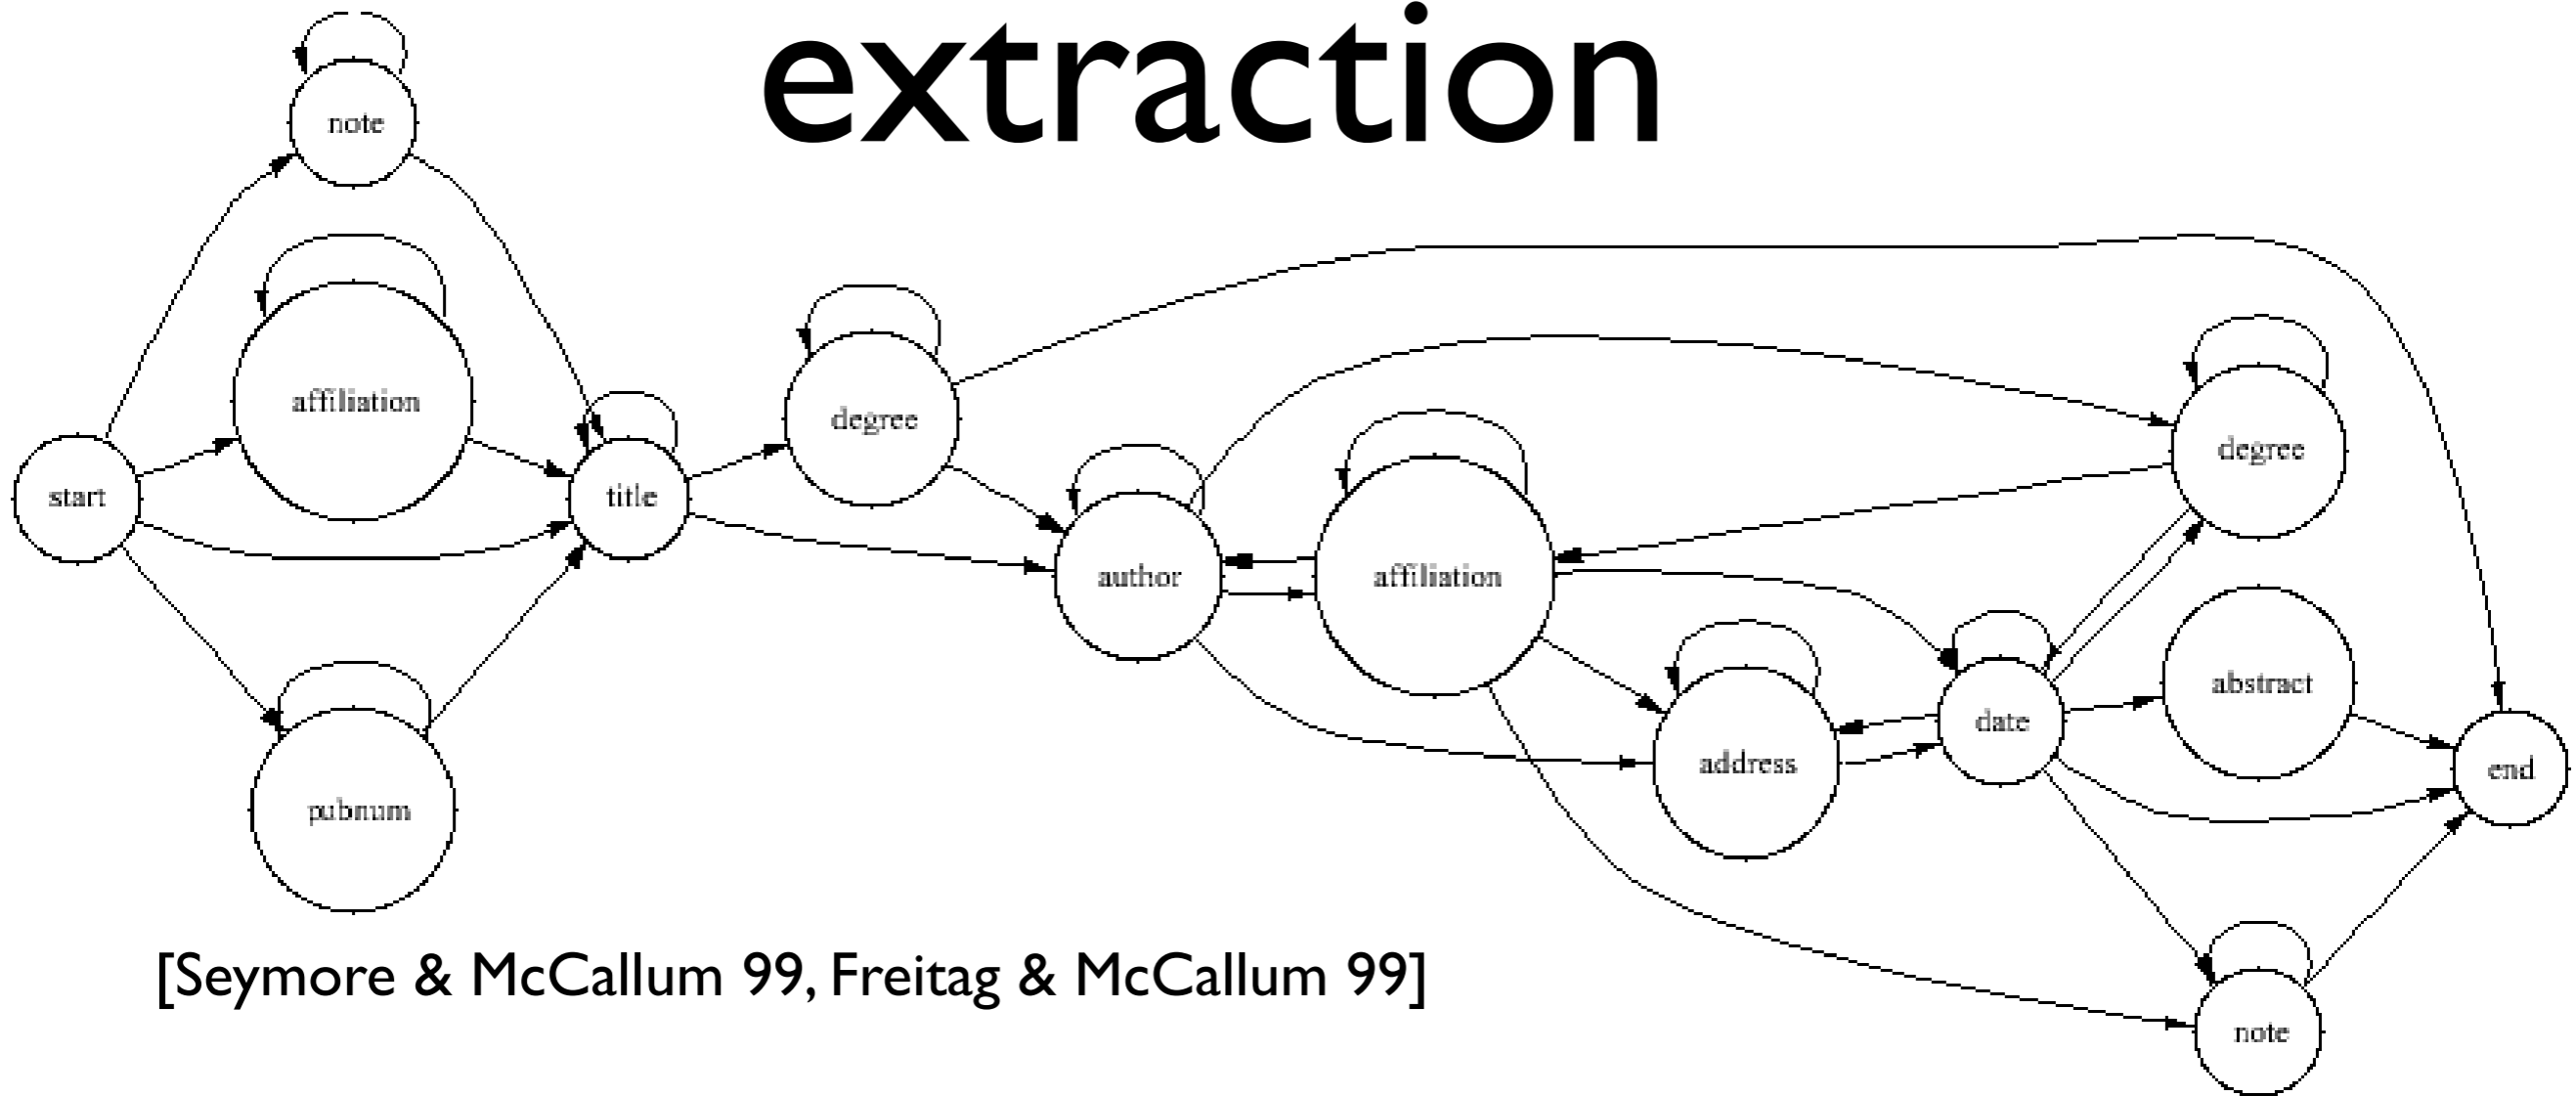 extraction
note
affiliation
start
title
pubnum
degree
author
affiliation
address
date
degree
abstract
end
note
[Seymore & McCallum 99, Freitag & McCallum 99]